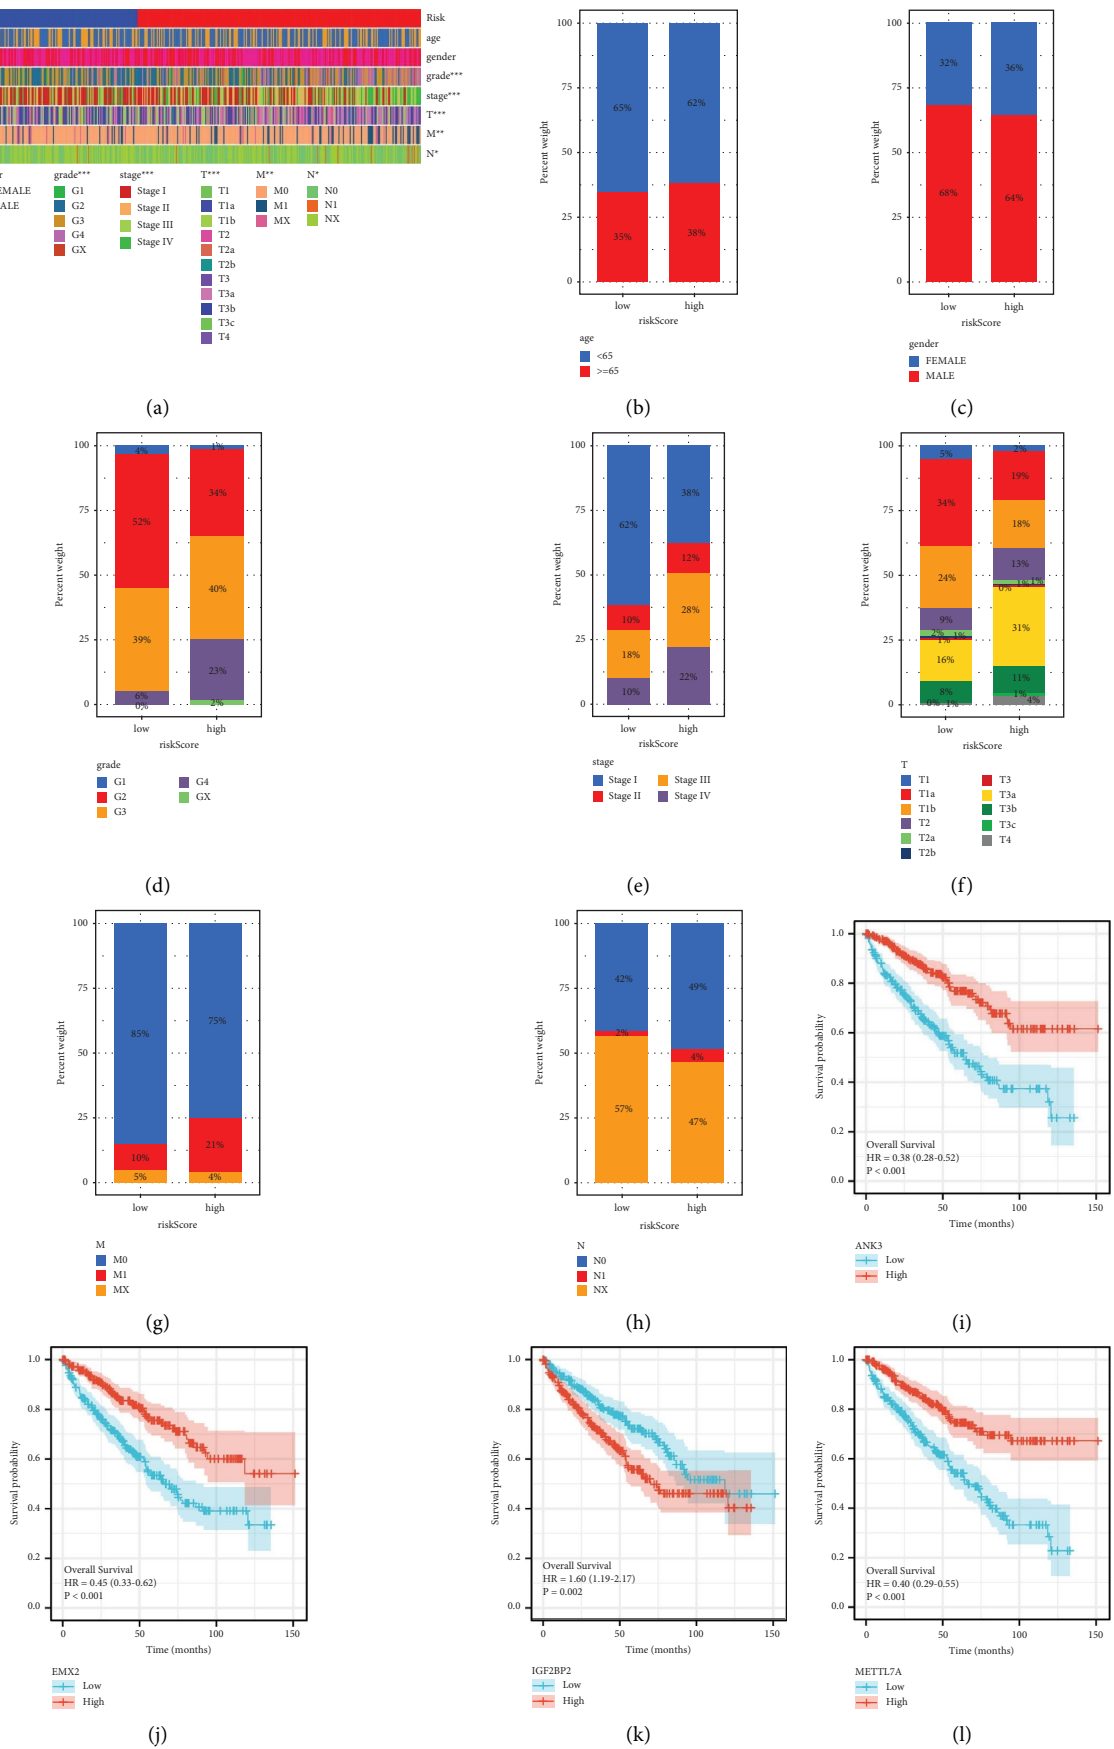 Risk
age
gender
grade***
stage***
T***
M**
N*
r
EMALE
ALE
grade***
G1
G2
G3
G4
GX
stage***
Stage I
Stage II
Stage III
Stage IV
T***
T1
T1a
T1b
T2
T2a
T2b
T3
T3a
T3b
T3c
T4
M**
M0
M1
MX
N*
N0
N1
NX
(a)
Percent weight
100
75
50
25
0
65%
35%
62%
38%
low high
riskScore
age
<65
>=65
(b)
Percent weight
100
75
50
25
0
32%
68%
36%
64%
low high
riskScore
gender
FEMALE
MALE
(c)
Percent weight
100
75
50
25
0
4%
52%
39%
6%
0%
1%
34%
40%
23%
2%
low high
riskScore
grade
G1 G4
G2 GX
G3
(d)
Percent weight
100
75
50
25
0
62%
10%
18%
10%
38%
12%
28%
22%
low high
riskScore
stage
Stage I Stage III
Stage II Stage IV
(e)
Percent weight
100
75
50
25
0
5%
34%
24%
9%
2% 1%
1%
16%
8%
0% 1%
2%
19%
18%
13%
1% 1%
0%
31%
11%
1%
4%
low high
riskScore
T
T1 T3
T1a T3a
T1b T3b
T2 T3c
T2a T4
T2b
(f)
Percent weight
100
75
50
25
0
85%
10%
5%
75%
21%
4%
low high
riskScore
M
M0
M1
MX
(g)
Percent weight
100
75
50
25
0
42%
2%
57%
49%
4%
47%
low high
riskScore
N
N0
N1
NX
(h)
Survival probability
1.0
0.8
0.6
0.4
0.2
0.0
Overall Survival
HR = 0.38 (0.28-0.52)
P < 0.001
0 50 100 150
Time (months)
ANK3
Low
High
(i)
Survival probability
1.0
0.8
0.6
0.4
0.2
0.0
Overall Survival
HR = 0.45 (0.33-0.62)
P < 0.001
0 50 100 150
Time (months)
EMX2
Low
High
(j)
Survival probability
1.0
0.8
0.6
0.4
0.2
0.0
Overall Survival
HR = 1.60 (1.19-2.17)
P = 0.002
0 50 100 150
Time (months)
IGF2BP2
Low
High
(k)
Survival probability
1.0
0.8
0.6
0.4
0.2
0.0
Overall Survival
HR = 0.40 (0.29-0.55)
P < 0.001
0 50 100 150
Time (months)
METTL7A
Low
High
(l)